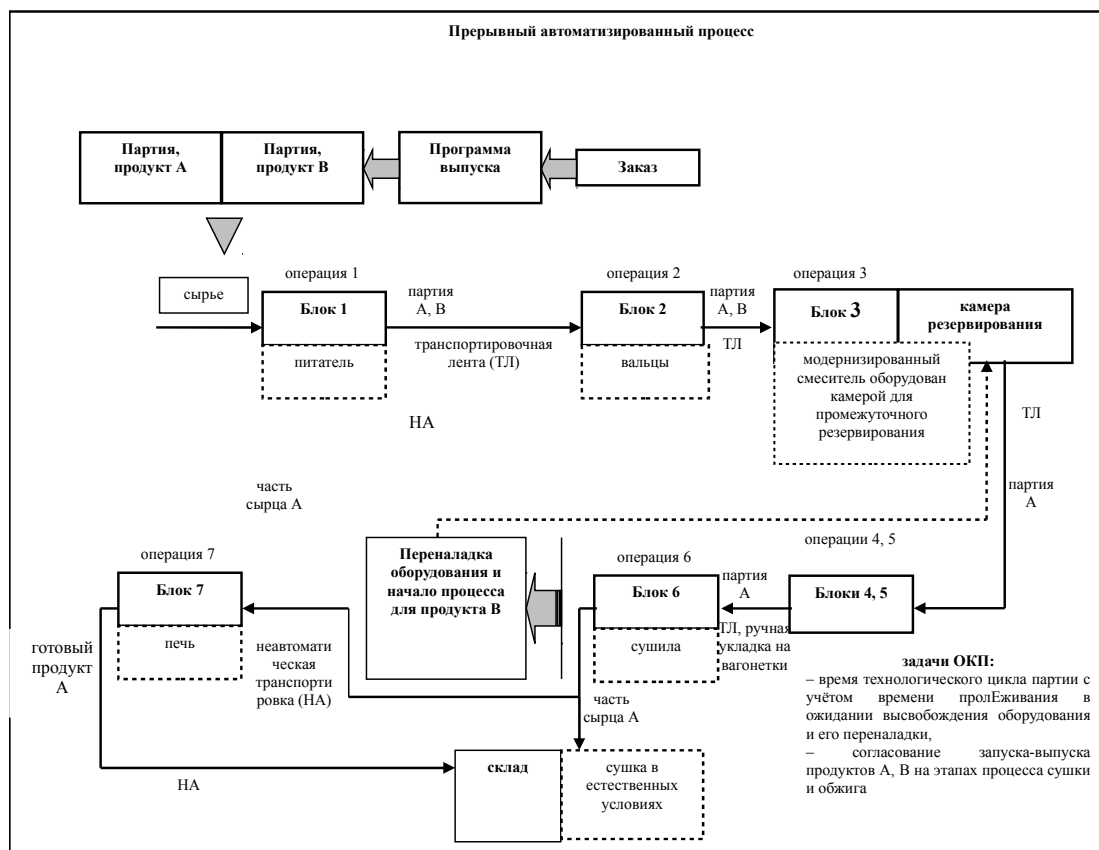 Прерывный автоматизированный процесс
Партия,
продукт А
Партия,
продукт В
Программа
выпуска
Заказ
операция 1
операция 2
операция 3
сырье
Блок 1
партия
А, В
Блок 2
партия
А, В
Блок 3
камера
резервирования
питатель
транспортировочная
лента (ТЛ)
вальцы
ТЛ
модернизированный
смеситель оборудован
камерой для
промежуточного
резервирования
НА
ТЛ
часть
сырца А
партия
А
операции 4, 5
операция 7
Переналадка
оборудования и
начало процесса
для продукта В
операция 6
Блок 7
Блок 6
партия
А
Блоки 4, 5
готовый
продукт
А
печь
неавтомати
ческая
транспорти
ровка (НА)
сушила
ТЛ, ручная
укладка на
вагонетки
часть
сырца А
задачи ОКП:
– время технологического цикла партии с
учётом времени пролЕживания в
ожидании высвобождения оборудования
и его переналадки,
– согласование запуска-выпуска
продуктов А, В на этапах процесса сушки
и обжига
НА
склад
сушка в
естественных
условиях